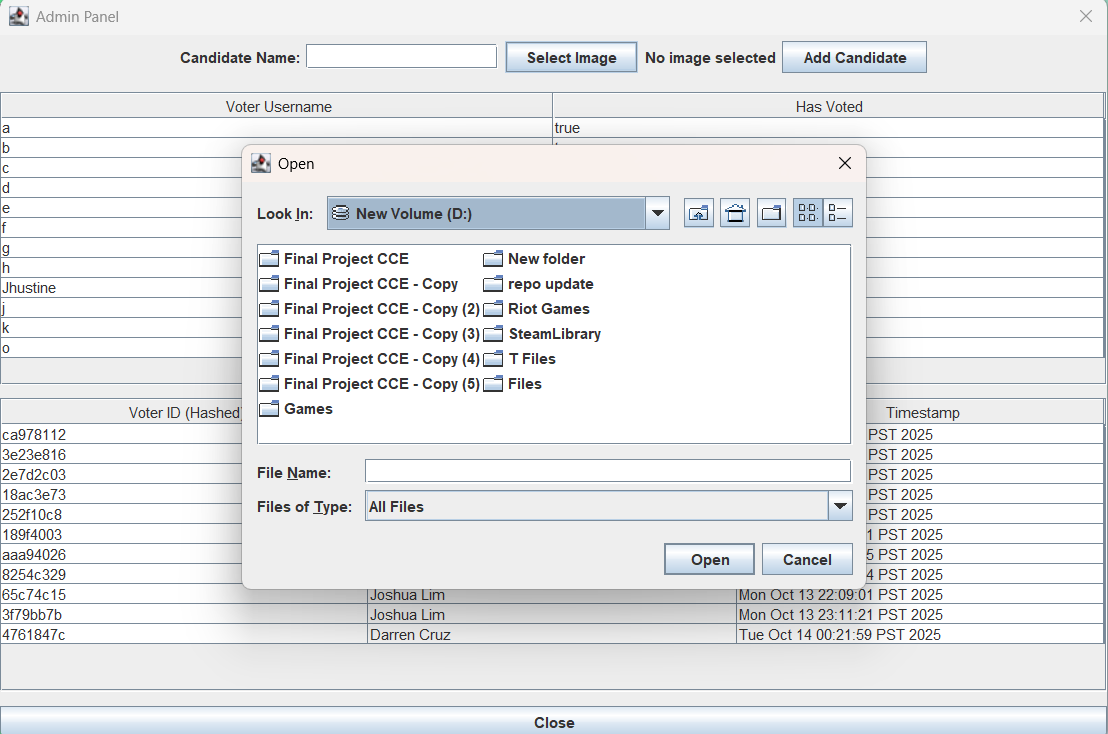 Admin Panel
Candidate Name: Select Image No image selected Add Candidate
Voter Username Has Voted
a true
b
c
d
e
f
g
h
Jhustine
j
k
o
Open
Look In: New Volume (D:)
Final Project CCE New folder
Final Project CCE - Copy repo update
Final Project CCE - Copy (2) Riot Games
Final Project CCE - Copy (3) SteamLibrary
Final Project CCE - Copy (4) T Files
Final Project CCE - Copy (5) Files
Games
File Name:
Files of Type: All Files
Open Cancel
Voter ID (Hashed) Timestamp
ca978112 PST 2025
3e23e816 PST 2025
2e7d2c03 PST 2025
18ac3e73 PST 2025
252f10c8 PST 2025
189f4003 1 PST 2025
aaa94026 5 PST 2025
8254c329 4 PST 2025
65c74c15 Joshua Lim Mon Oct 13 22:09:01 PST 2025
3f79bb7b Joshua Lim Mon Oct 13 23:11:21 PST 2025
4761847c Darren Cruz Tue Oct 14 00:21:59 PST 2025
Close